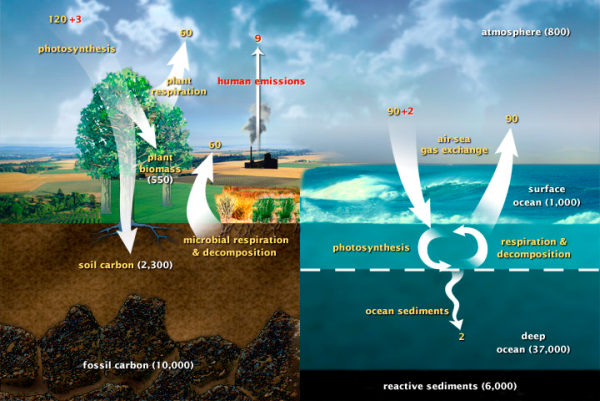 120 +3
photosynthesis
60
plant
respiration
9
human emissions
atmosphere (800)
90+2
air-sea
gas exchange
90
plant
biomass
(550)
60
surface
ocean (1,000)
microbial respiration
& decomposition
photosynthesis
respiration &
decomposition
soil carbon (2,300)
ocean sediments
2
deep
ocean (37,000)
fossil carbon (10,000)
reactive sediments (6,000)